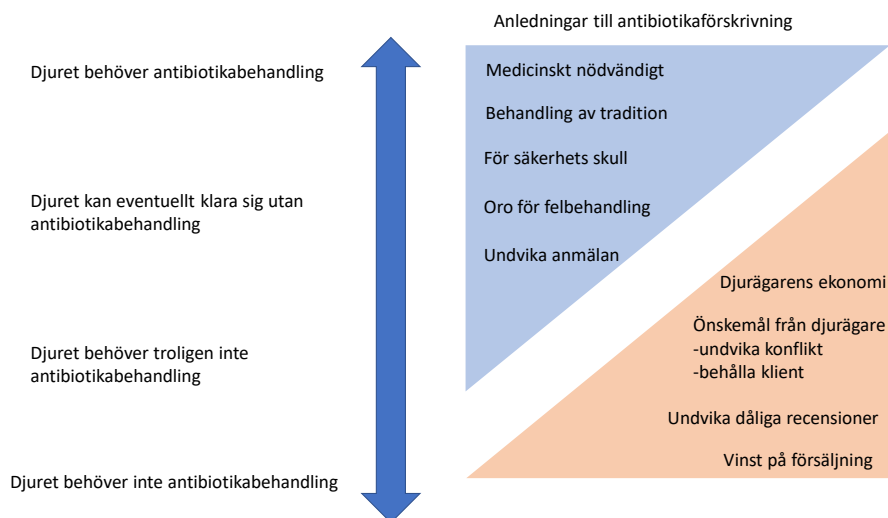 Anledningar till antibiotikaförskrivning
Djuret behöver antibiotikabehandling
Medicinskt nödvändigt
Behandling av tradition
För säkerhets skull
Djuret kan eventuellt klara sig utan
antibiotikabehandling
Oro för felbehandling
Undvika anmälan
Djurägarens ekonomi
Önskemål från djurägare
-undvika konflikt
-behålla klient
Djuret behöver troligen inte
antibiotikabehandling
Undvika dåliga recensioner
Vinst på försäljning
Djuret behöver inte antibiotikabehandling